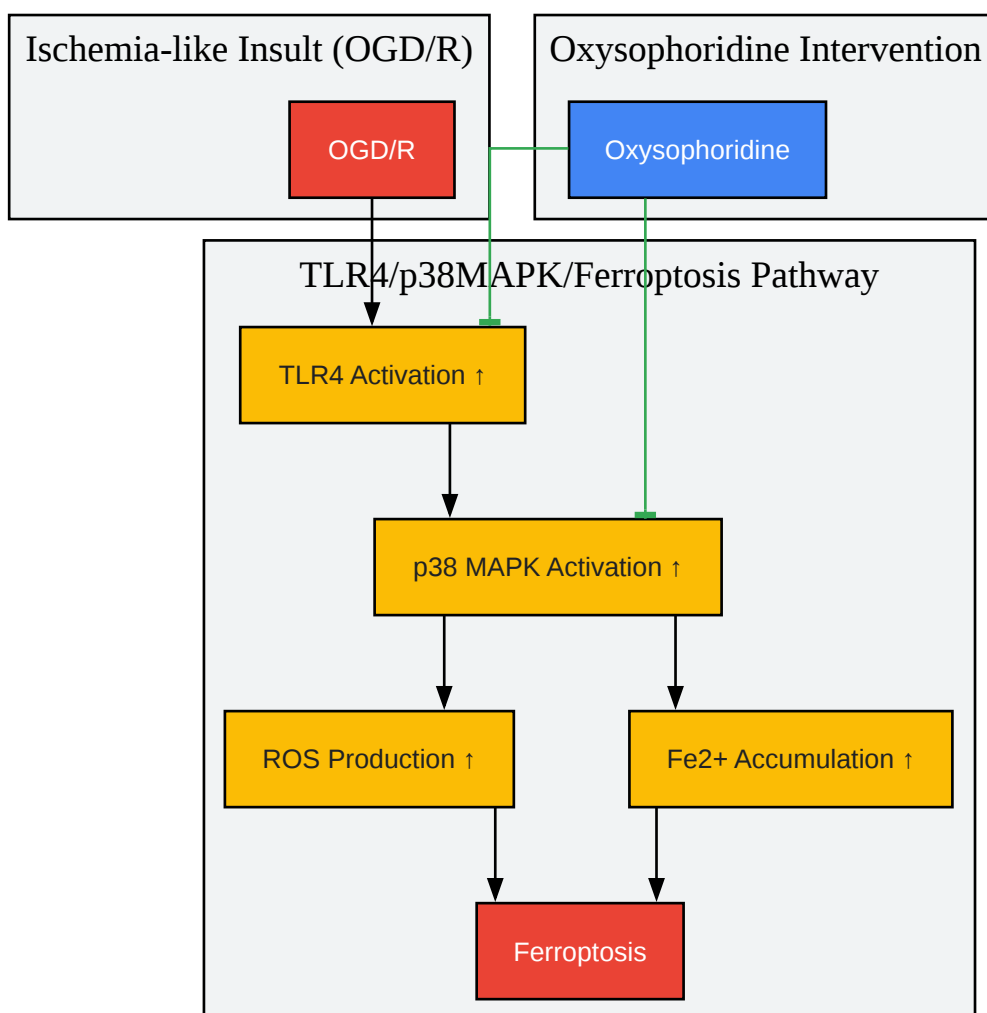 Ischemia-like Insult (OGD/R)
Oxysophoridine Intervention
OGD/R
Oxysophoridine
TLR4/p38MAPK/Ferroptosis Pathway
TLR4 Activation ↑
p38 MAPK Activation ↑
ROS Production ↑
Fe2+ Accumulation ↑
Ferroptosis